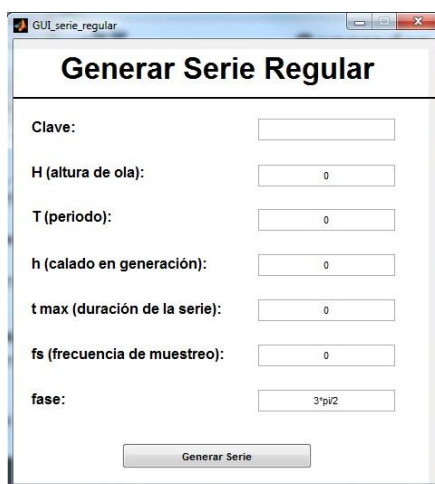 GUI_serie_regular
Generar Serie Regular
Clave:
H (altura de ola): 0
T (periodo): 0
h (calado en generación): 0
t max (duración de la serie): 0
fs (frecuencia de muestreo): 0
fase: 3*pi/2
Generar Serie